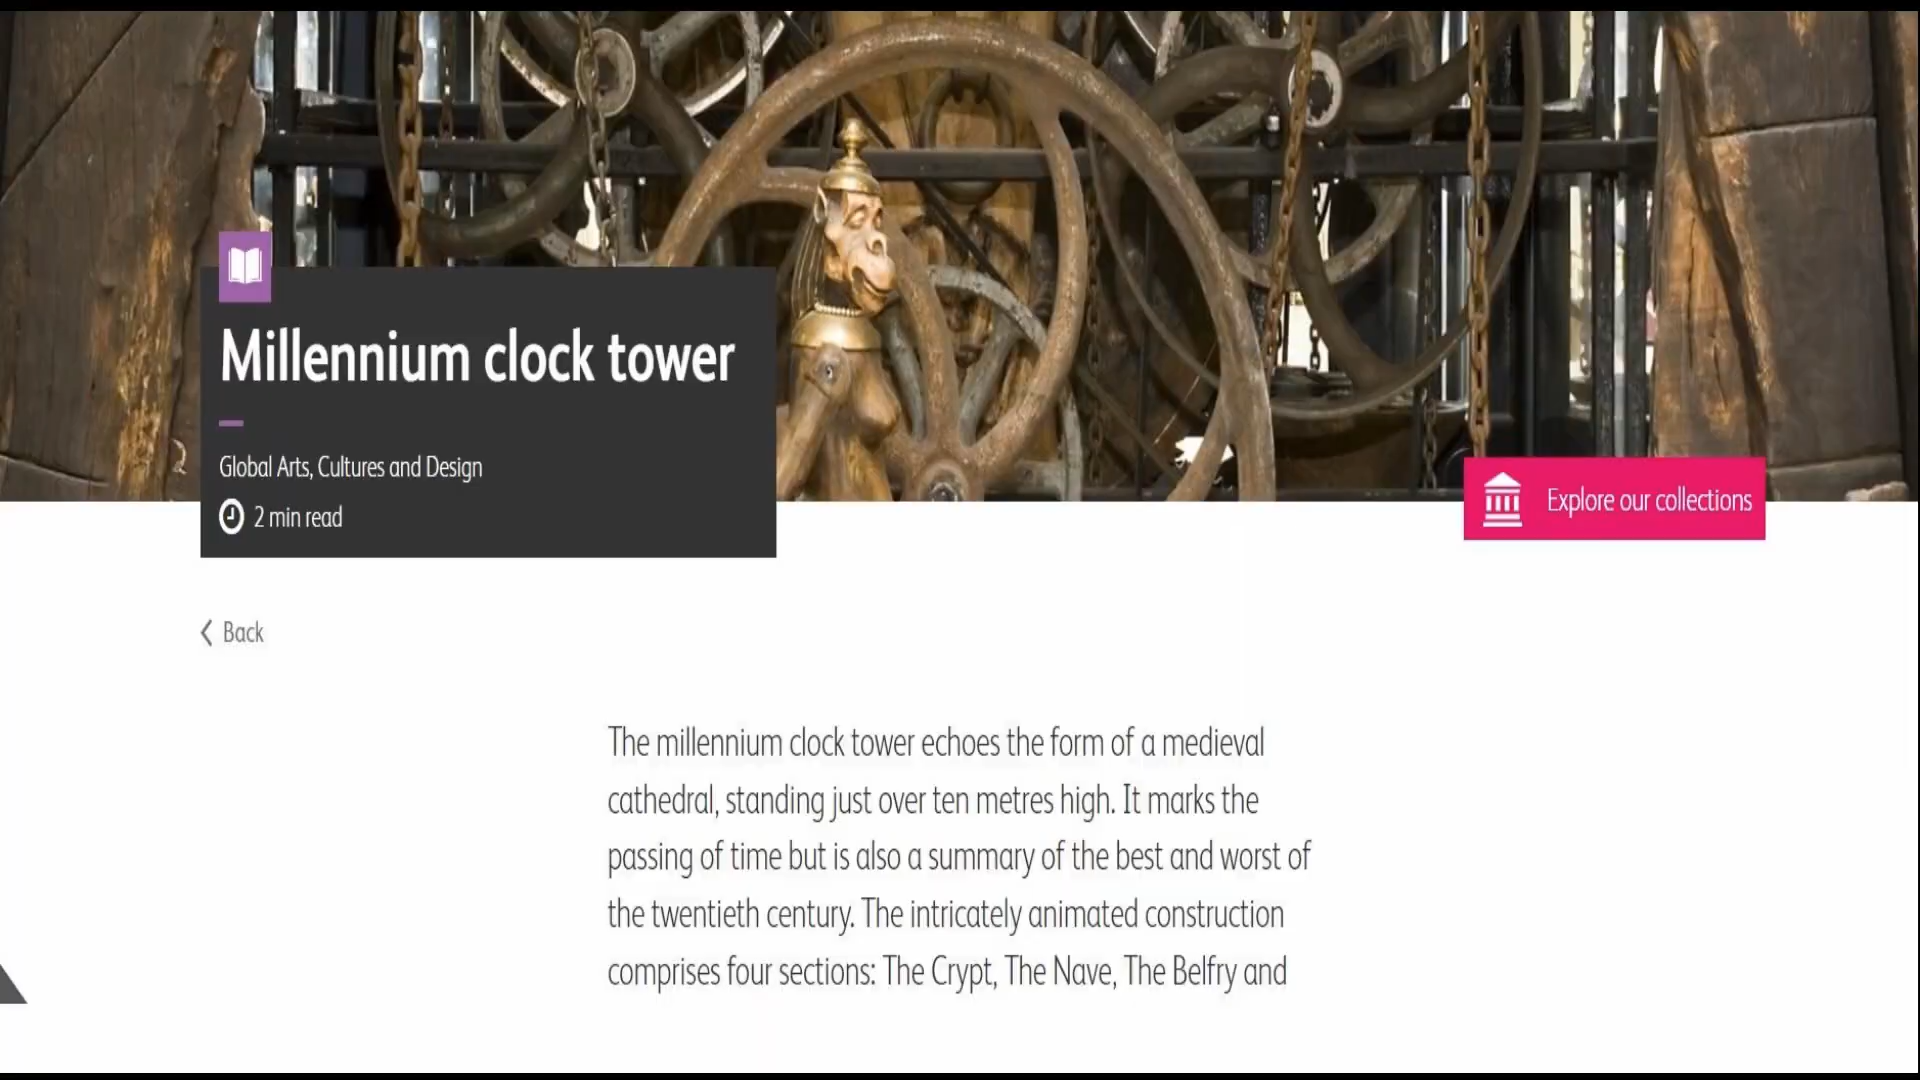 Millennium clock tower
Global Arts, Cultures and Design
2 min read
Explore our collections
Back
The millennium clock tower echoes the form of a medieval
cathedral, standing just over ten metres high. It marks the
passing of time but is also a summary of the best and worst of
the twentieth century. The intricately animated construction
comprises four sections: The Crypt, The Nave, The Belfry and